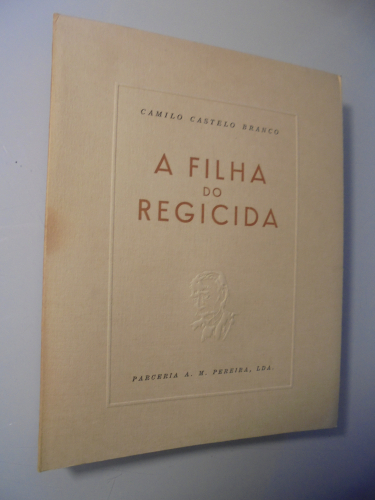 CAMILO CASTELO BRANCO
A FILHA
DO
REGICIDA
PARCERIA A. M. PEREIRA, LDA.